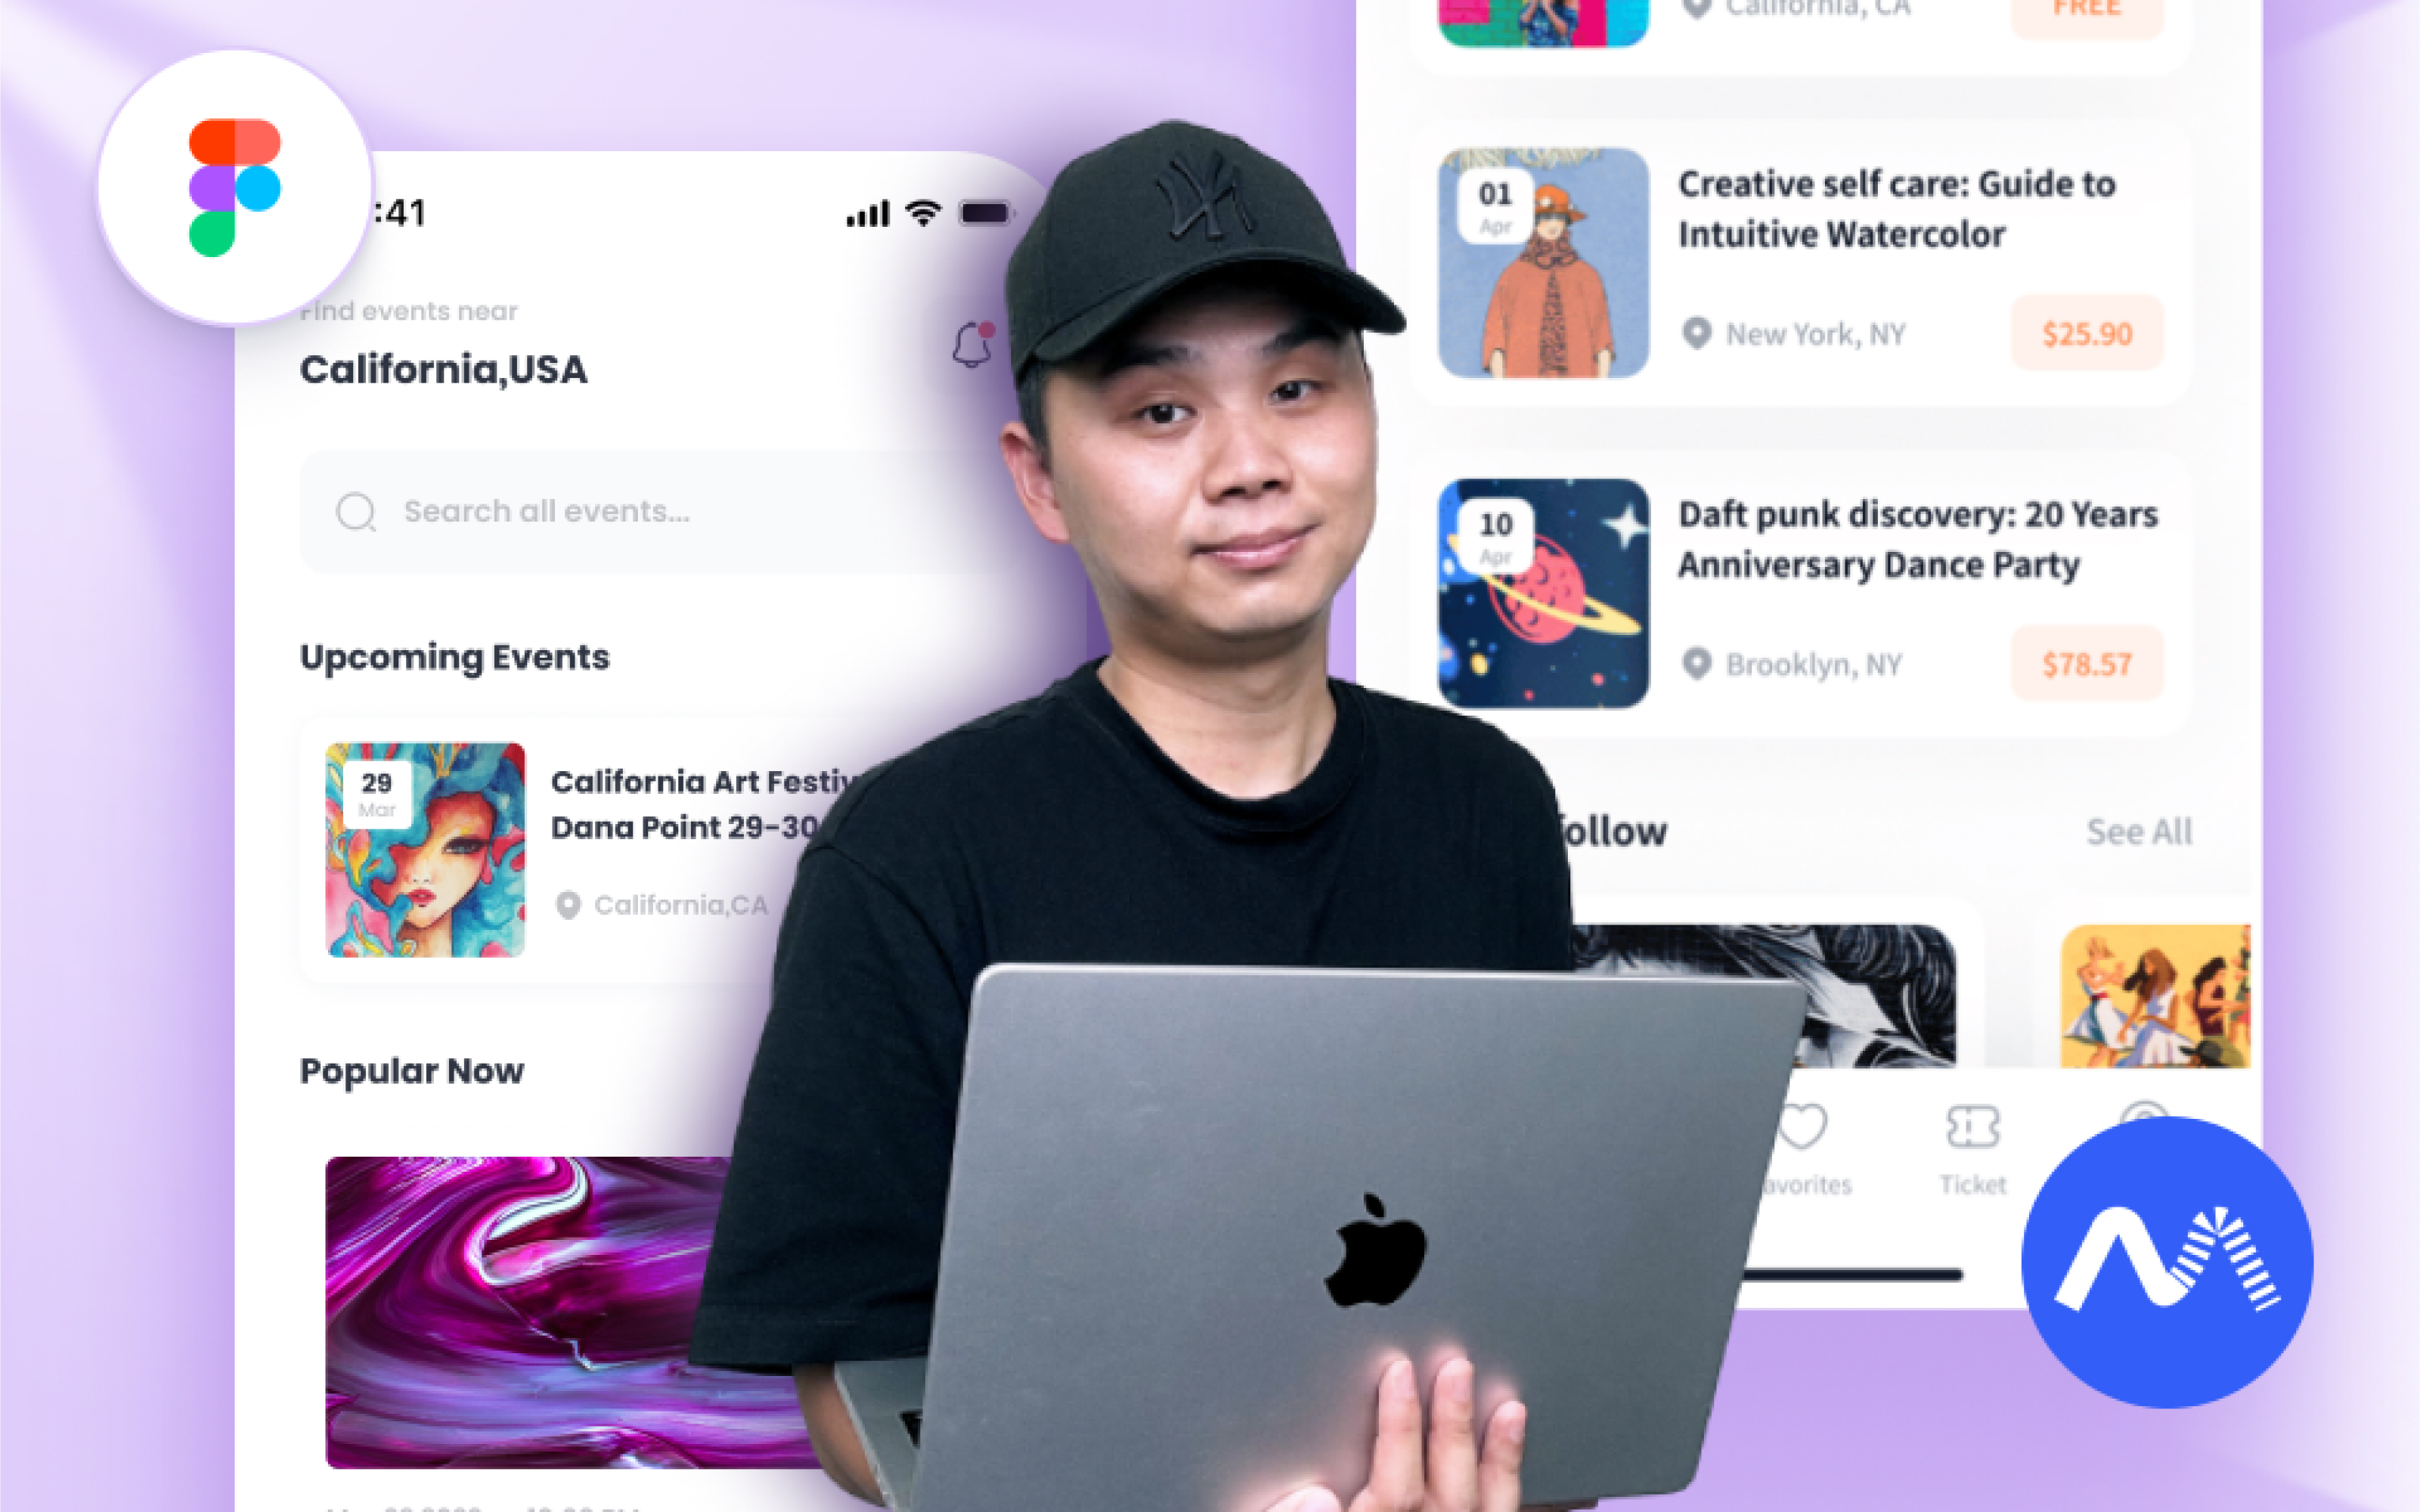 :41
Find events near
California,USA
Search all events...
Upcoming Events
29
Mar
California Art Festiv
Dana Point 29-30
California,CA
Popular Now
California, CA
FREE
01
Apr
Creative self care: Guide to
Intuitive Watercolor
New York, NY
$25.90
10
Apr
Daft punk discovery: 20 Years
Anniversary Dance Party
Brooklyn, NY
$78.57
ollow
See All
avorites
Ticket